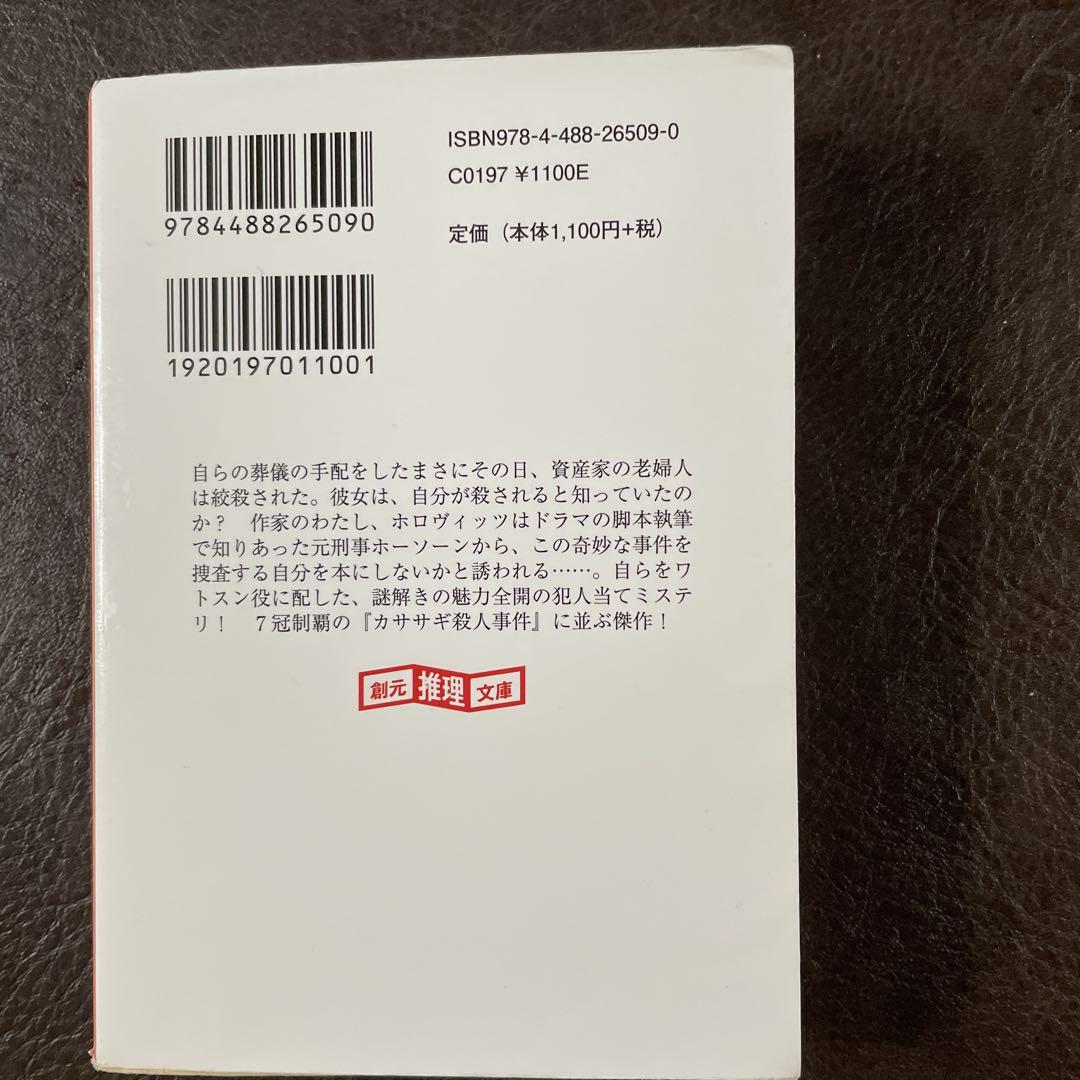 ISBN978-4-488-26509-0
C0197 ¥1100E
定価（本体1,100円+税）
9784488265090
1920197011001
自らの葬儀の手配をしたまさにその日、資産家の老婦人
は絞殺された。彼女は、自分が殺されると知っていたの
か？　作家のわたし、ホロヴィッツはドラマの脚本執筆
で知りあった元刑事ホーソーンから、この奇妙な事件を
捜査する自分を本にしないかと誘われる……。自らをワ
トスン役に配した、謎解きの魅力全開の犯人当てミステ
リ！　７冠制覇の『カササギ殺人事件』に並ぶ傑作！
創元推理文庫